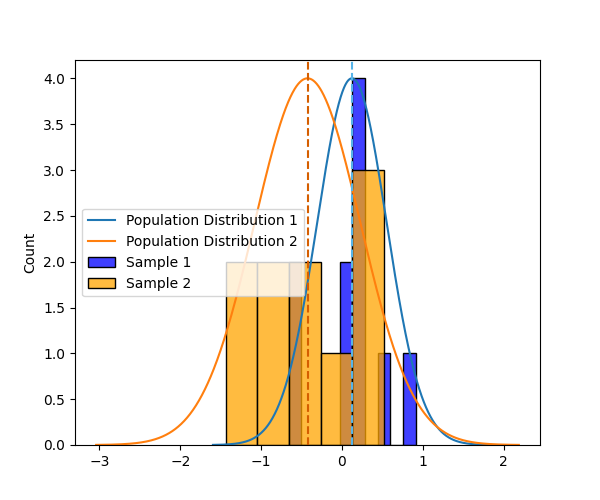 4.0
3.5
3.0
2.5
2.0
1.5
1.0
0.5
0.0
Count
Population Distribution 1
Population Distribution 2
Sample 1
Sample 2
−3 −2 −1 0 1 2